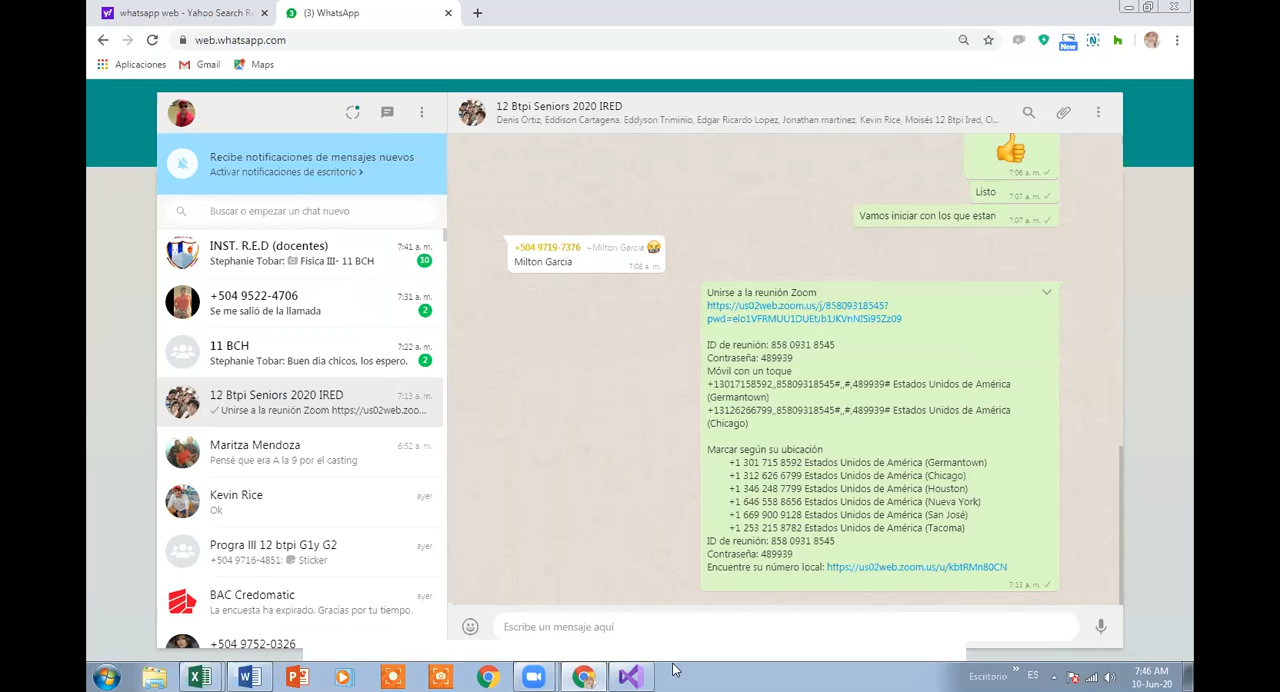 whatsapp web - Yahoo Search R
(3) WhatsApp
web.whatsapp.com
New
Aplicaciones
Gmail
Maps
Recibe notificaciones de mensajes nuevos
Activar notificaciones de escritorio >
Buscar o empezar un chat nuevo
INST. R.E.D (docentes) 7:41 a. m.
Stephanie Tobar: Fisica III- 11 BCH 10
+504 9522-4706 7:31 a. m.
Se me salió de la llamada 2
11 BCH 7:22 a. m.
Stephanie Tobar: Buen dia chicos, los espero. 2
12 Btpi Seniors 2020 IRED 7:13 a. m.
Unirse a la reunión Zoom https://us02web.zoo...
Maritza Mendoza 6:52 a. m.
Pensé que era A la 9 por el casting
Kevin Rice ayer
Ok
Progra III 12 btpi G1y G2 ayer
+504 9716-4851: Sticker
BAC Credomatic ayer
La encuesta ha expirado. Gracias por tu tiempo.
+504 9752-0326
12 Btpi Seniors 2020 IRED
Denis Ortiz, Eddison Cartagena, Eddyson Triminio, Edgar Ricardo Lopez, Jonathan martinez, Kevin Rice, Moisés 12 Btpi Ired, O...
7:06 a. m.
Listo 7:07 a. m.
Vamos iniciar con los que estan 7:07 a. m.
+504 9719-7376 ~Milton Garcia
Milton Garcia
7:08 a. m.
Unirse a la reunión Zoom
https://us02web.zoom.us/j/85809318545?
pwd=elo1VFRMUU1DUEtJb1JKVnNISi95Zz09
ID de reunión: 858 0931 8545
Contraseña: 489939
Móvil con un toque
+13017158592,,85809318545#,,#,489939# Estados Unidos de América
(Germantown)
+13126266799,,85809318545#,,#,489939# Estados Unidos de América
(Chicago)
Marcar según su ubicación
+1 301 715 8592 Estados Unidos de América (Germantown)
+1 312 626 6799 Estados Unidos de América (Chicago)
+1 346 248 7799 Estados Unidos de América (Houston)
+1 646 558 8656 Estados Unidos de América (Nueva York)
+1 669 900 9128 Estados Unidos de América (San José)
+1 253 215 8782 Estados Unidos de América (Tacoma)
ID de reunión: 858 0931 8545
Contraseña: 489939
Encuentre su número local: https://us02web.zoom.us/u/kbtRMn80CN
7:13 a. m.
Escribe un mensaje aquí
Escritorio » ES
7:46 AM
10-Jun-20